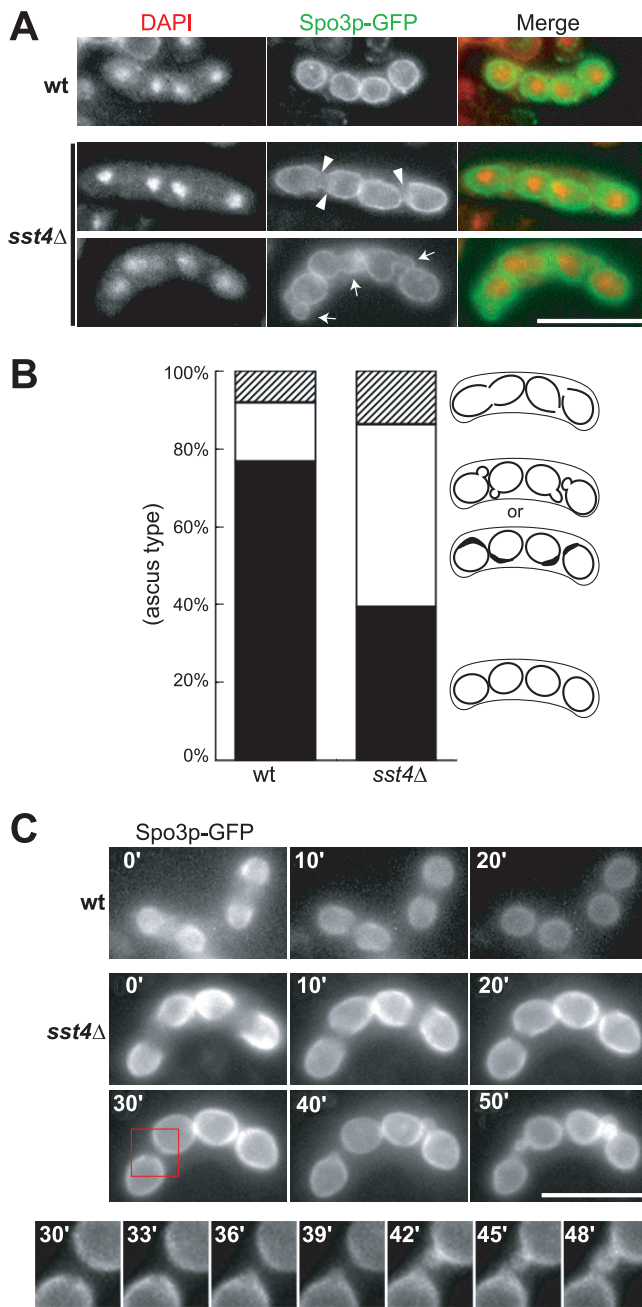 A
DAPI
Spo3p-GFP
Merge
wt
sst4Δ
B
100%
80%
60%
40%
20%
0%
(ascus type)
wt
sst4Δ
or
C
Spo3p-GFP
wt
0'
10'
20'
sst4Δ
0'
10'
20'
30'
40'
50'
30'
33'
36'
39'
42'
45'
48'